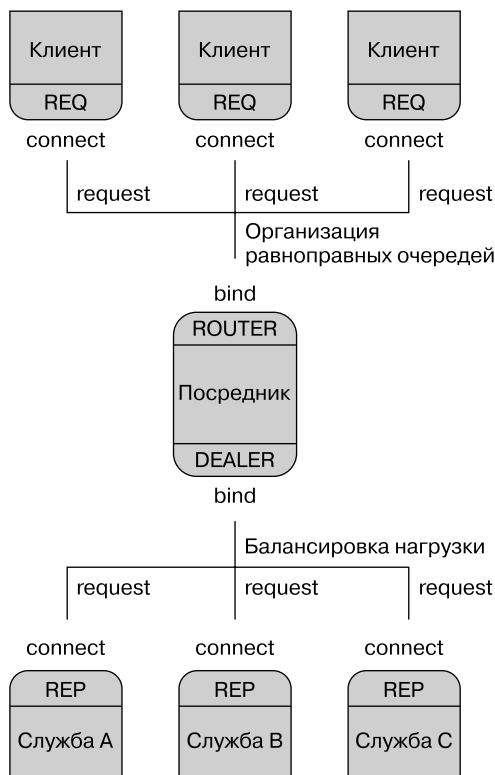 Клиент Клиент Клиент
REQ REQ REQ
connect connect connect
request request request
Организация
равноправных очередей
bind
ROUTER
Посредник
DEALER
bind
Балансировка нагрузки
request request request
connect connect connect
REP REP REP
Служба A Служба B Служба C